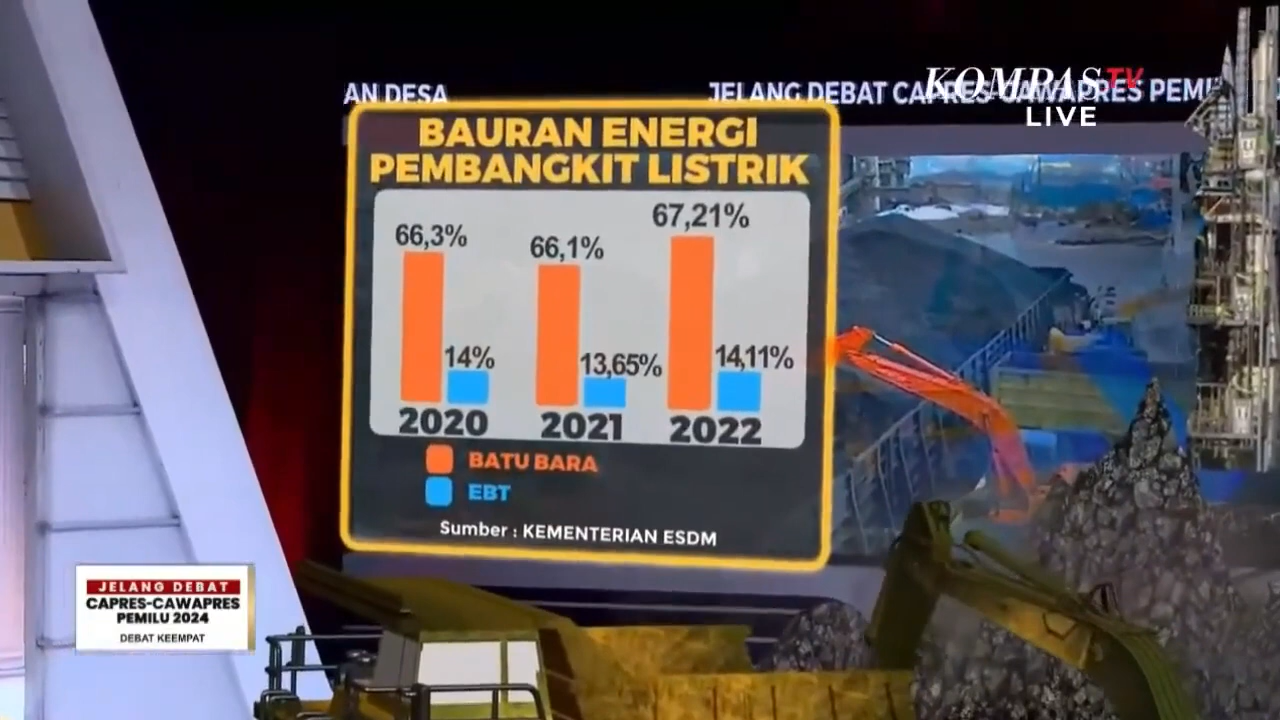 AN DESA
JELANG DEBAT CAPRES-CAWAPRES PEMI
KOMPASTV
LIVE
BAURAN ENERGI
PEMBANGKIT LISTRIK
66,3%
14%
66,1%
13,65%
67,21%
14,11%
2020
2021
2022
BATU BARA
EBT
Sumber : KEMENTERIAN ESDM
JELANG DEBAT
CAPRES-CAWAPRES
PEMILU 2024
DEBAT KEEMPAT